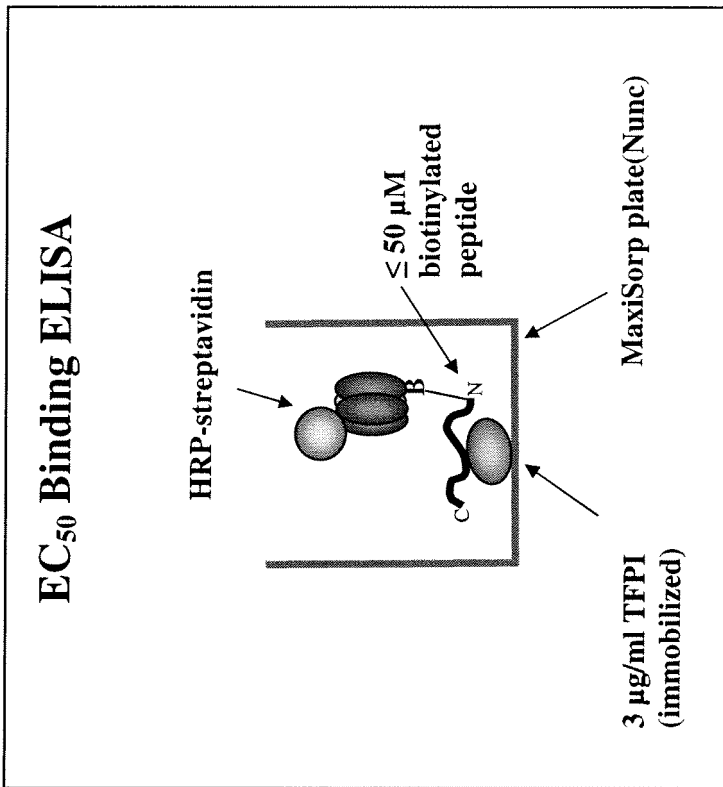 EC₅₀ Binding ELISA
HRP-streptavidin
≤ 50 µM
biotinylated
peptide
B
N
C
3 µg/ml TFPI
(immobilized)
MaxiSorp plate(Nunc)